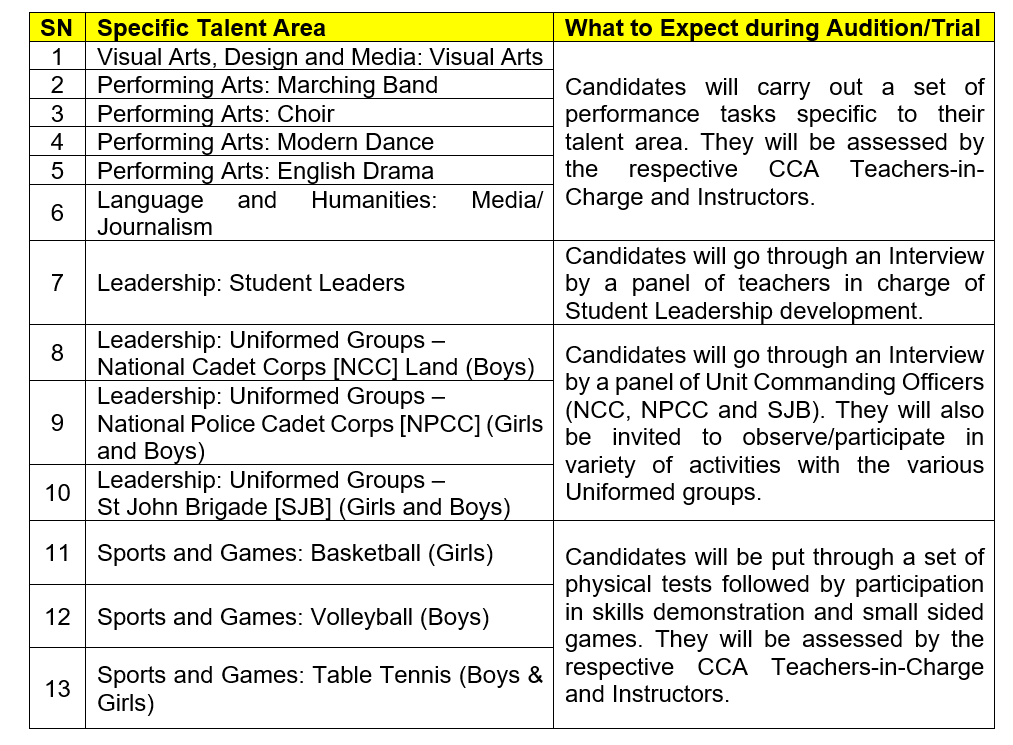 SN Specific Talent Area What to Expect during Audition/Trial
1 Visual Arts, Design and Media: Visual Arts
2 Performing Arts: Marching Band
3 Performing Arts: Choir
4 Performing Arts: Modern Dance
5 Performing Arts: English Drama
6 Language and Humanities: Media/
Journalism
Candidates will carry out a set of
performance tasks specific to their
talent area. They will be assessed by
the respective CCA Teachers-in-
Charge and Instructors.
7 Leadership: Student Leaders
Candidates will go through an Interview
by a panel of teachers in charge of
Student Leadership development.
8 Leadership: Uniformed Groups –
National Cadet Corps [NCC] Land (Boys)
9 Leadership: Uniformed Groups –
National Police Cadet Corps [NPCC] (Girls
and Boys)
10 Leadership: Uniformed Groups –
St John Brigade [SJB] (Girls and Boys)
Candidates will go through an Interview
by a panel of Unit Commanding Officers
(NCC, NPCC and SJB). They will also
be invited to observe/participate in
variety of activities with the various
Uniformed groups.
11 Sports and Games: Basketball (Girls)
12 Sports and Games: Volleyball (Boys)
13 Sports and Games: Table Tennis (Boys &
Girls)
Candidates will be put through a set of
physical tests followed by participation
in skills demonstration and small sided
games. They will be assessed by the
respective CCA Teachers-in-Charge
and Instructors.